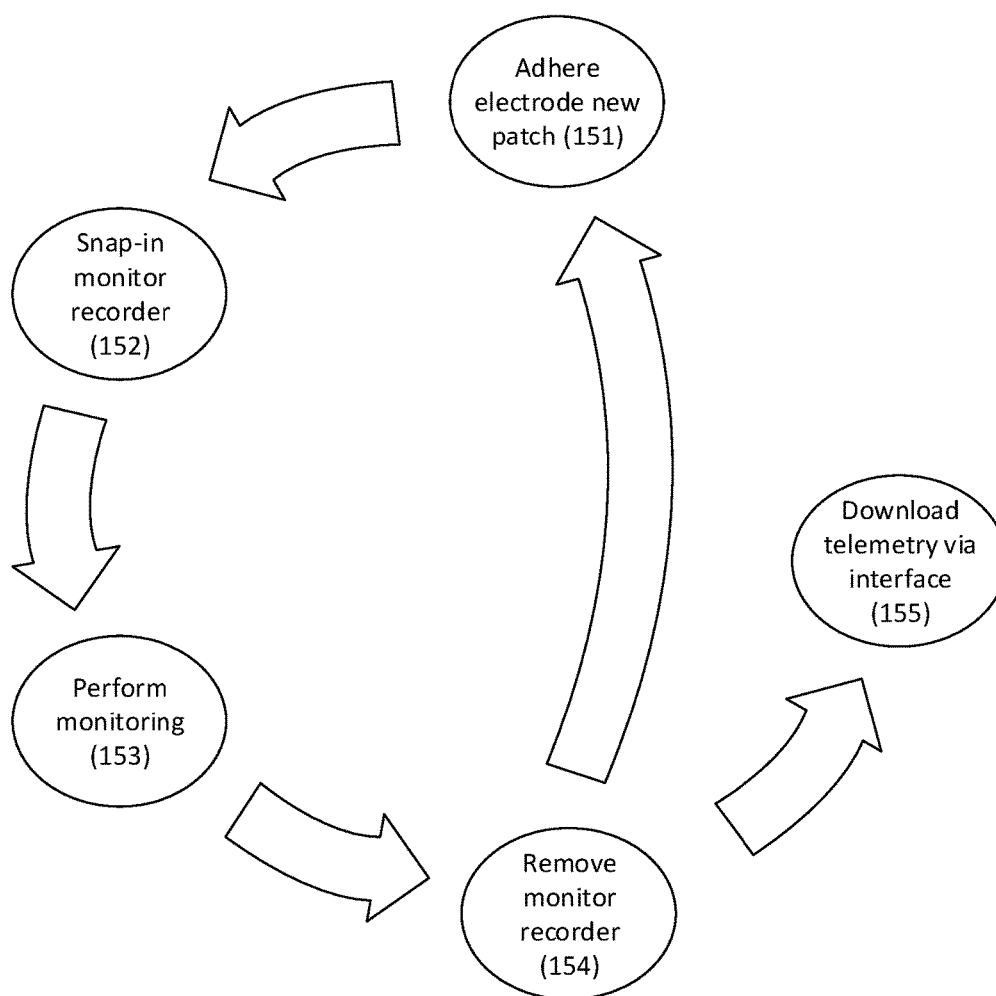 Adhere
electrode new
patch (151)
Snap-in
monitor
recorder
(152)
Perform
monitoring
(153)
Remove
monitor
recorder
(154)
Download
telemetry via
interface
(155)